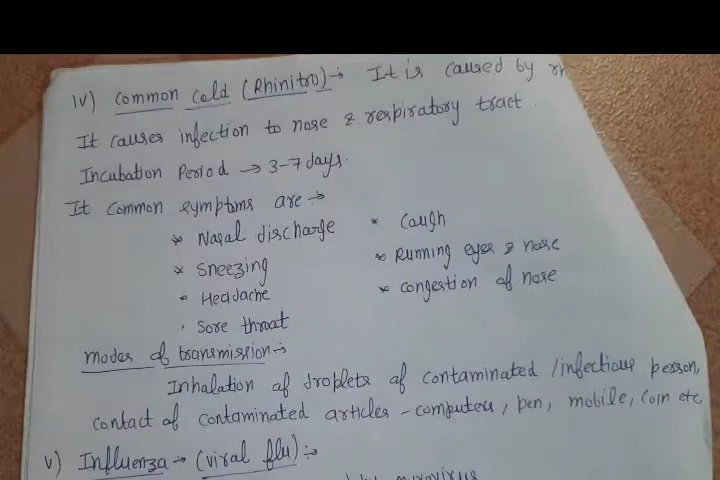 iv) Common Cold (Rhinitro) → It is caused by
It causes infection to nose & respiratory tract.
Incubation Period → 3-7 days.
It common symptoms are →
* Nasal discharge * Caugh
* Sneezing * Running eyes & nose
• Headache * Congestion of nose
• Sore throat
Modes of transmission →
Inhalation of droplets of contaminated / infectious person,
contact of contaminated articles - computers, pen, mobile, coin etc
v) Influenza → (viral flu) :-
myxovirus